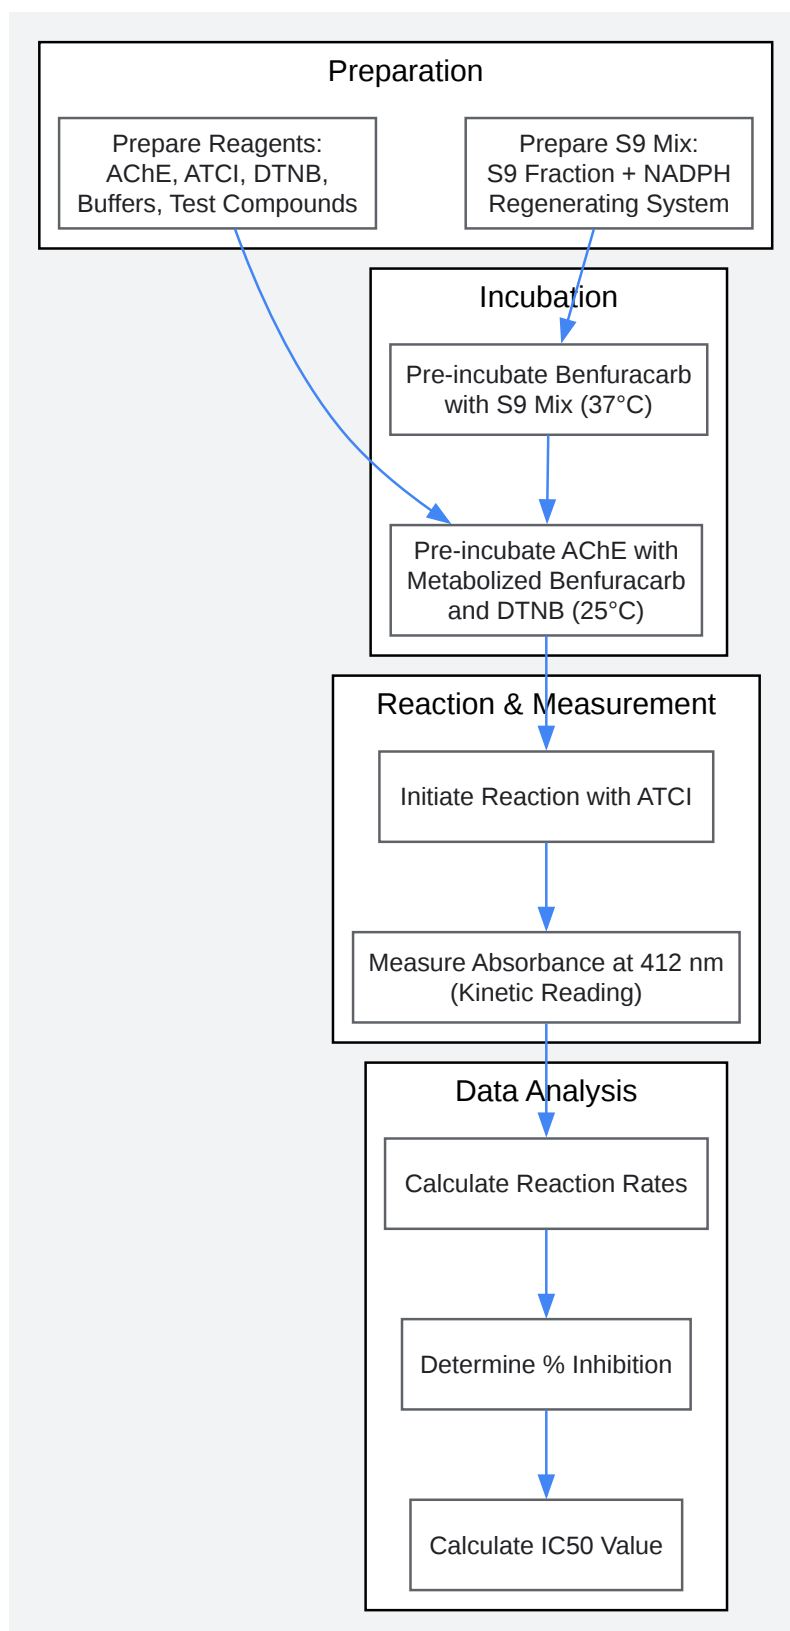 Preparation
Prepare Reagents:
AChE, ATCI, DTNB,
Buffers, Test Compounds
Prepare S9 Mix:
S9 Fraction + NADPH
Regenerating System
Incubation
Pre-incubate Benfuracarb
with S9 Mix (37°C)
Pre-incubate AChE with
Metabolized Benfuracarb
and DTNB (25°C)
Reaction & Measurement
Initiate Reaction with ATCI
Measure Absorbance at 412 nm
(Kinetic Reading)
Data Analysis
Calculate Reaction Rates
Determine % Inhibition
Calculate IC50 Value